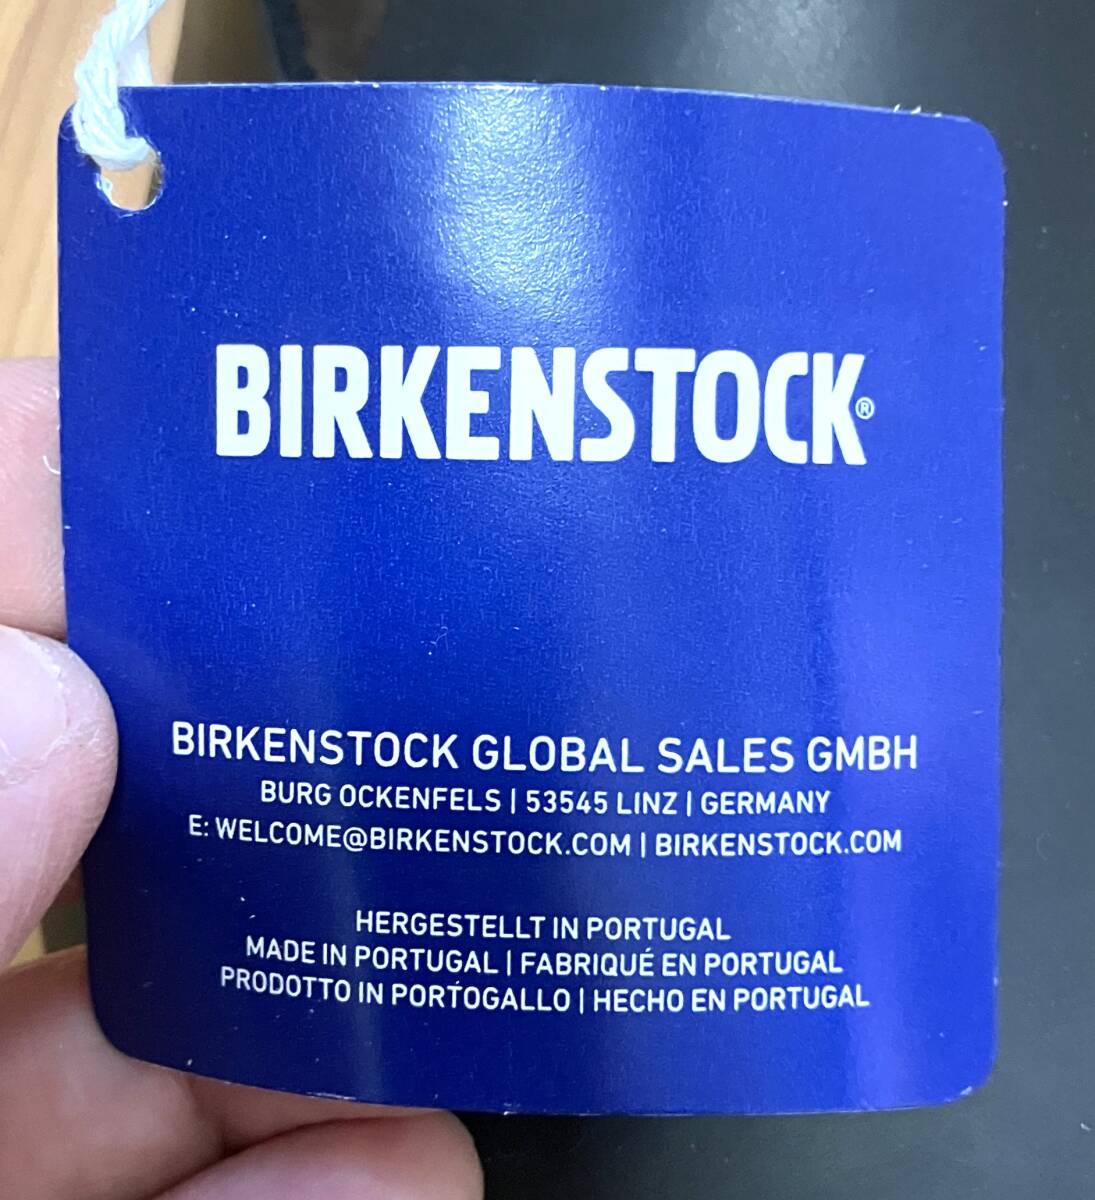 BIRKENSTOCK®
BIRKENSTOCK GLOBAL SALES GMBH
BURG OCKENFELS | 53545 LINZ | GERMANY
E: WELCOME@BIRKENSTOCK.COM | BIRKENSTOCK.COM
HERGESTELLT IN PORTUGAL
MADE IN PORTUGAL | FABRIQUÉ EN PORTUGAL
PRODOTTO IN PORTOGALLO | HECHO EN PORTUGAL